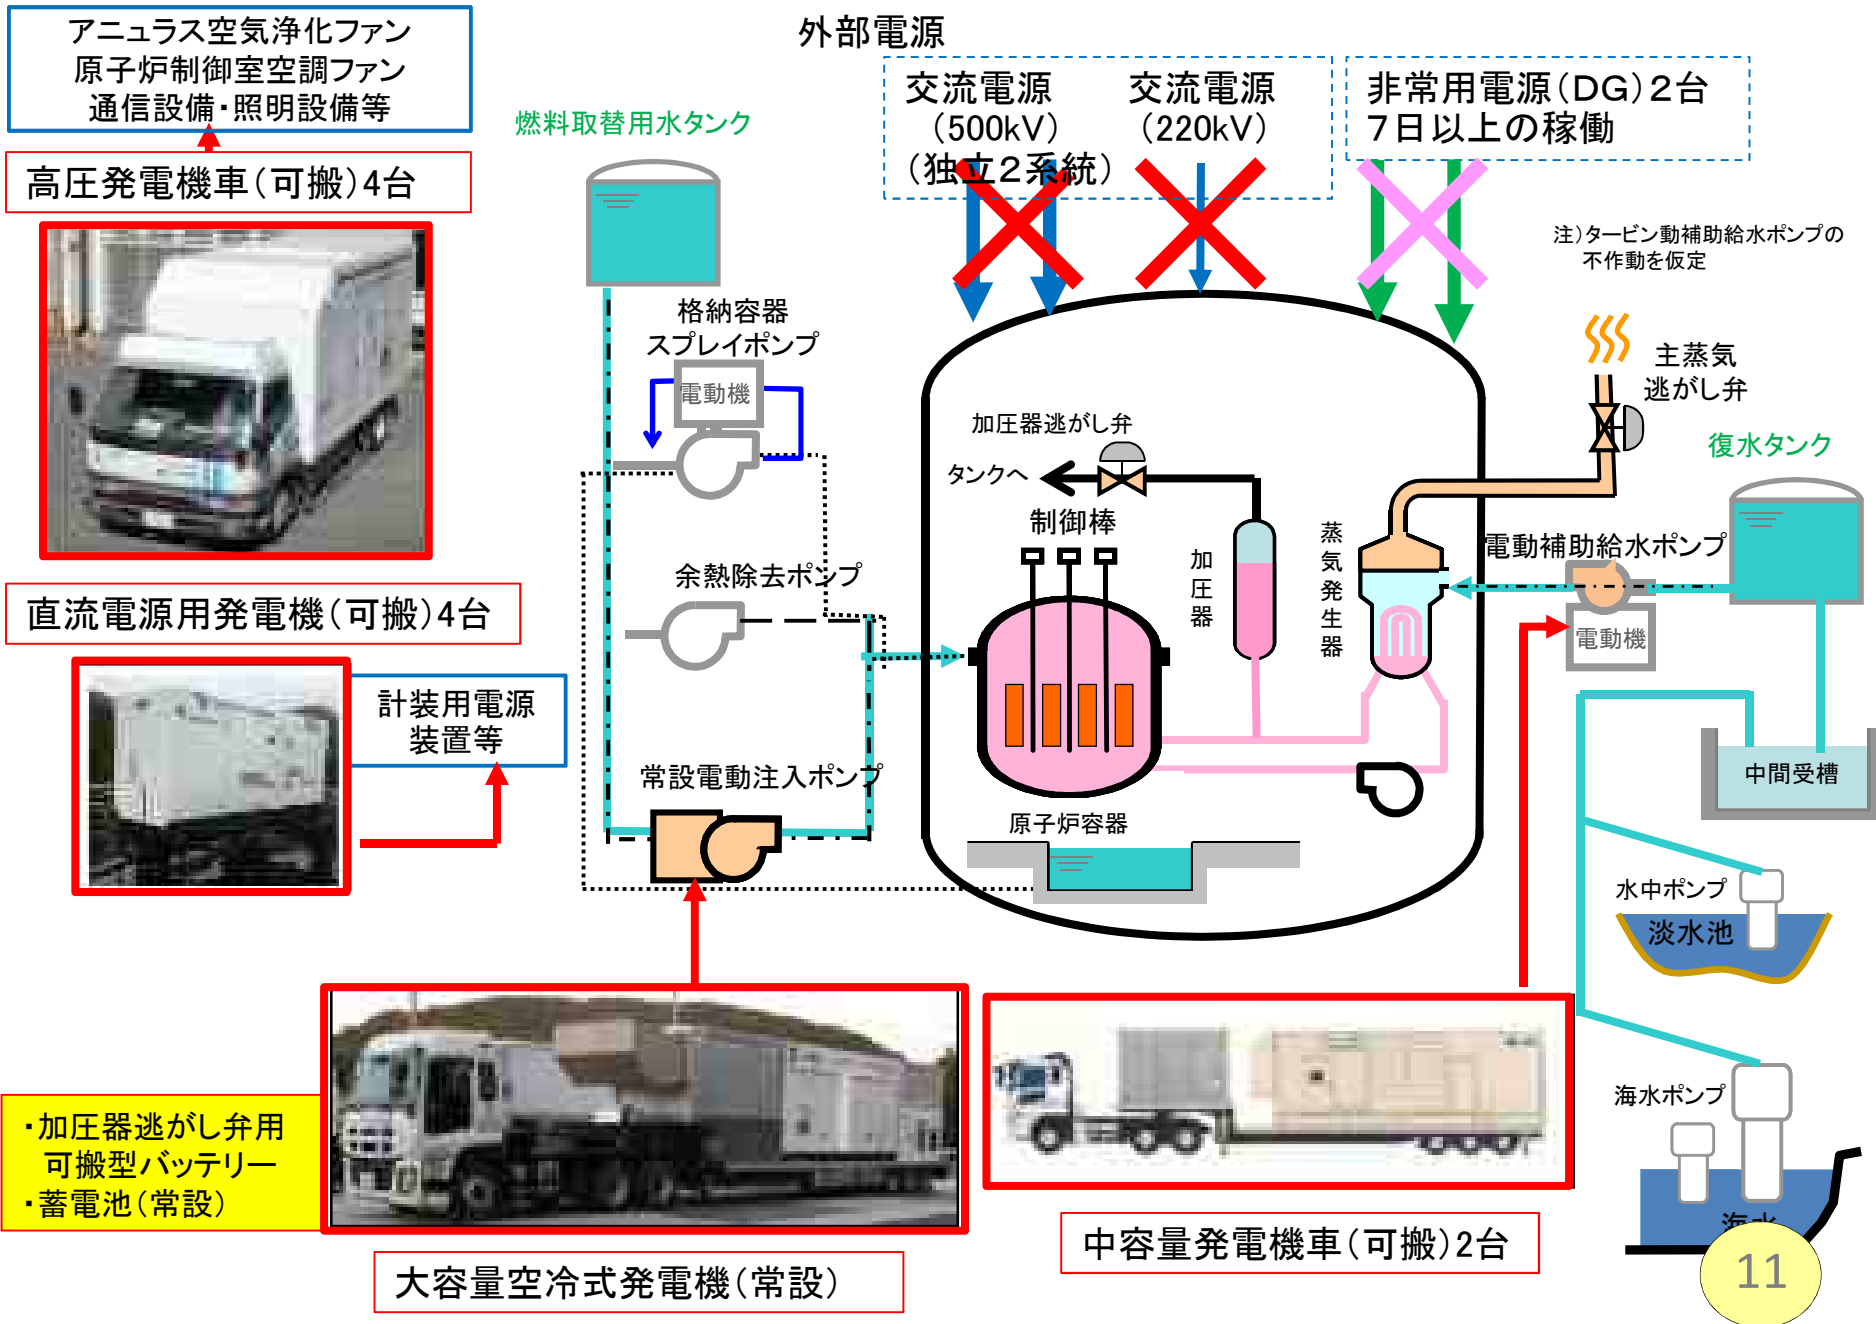 アニュラス空気浄化ファン
原子炉制御室空調ファン
通信設備・照明設備等
高圧発電機車(可搬)4台
直流電源用発電機(可搬)4台
計装用電源
装置等
・加圧器逃がし弁用
可搬型バッテリー
・蓄電池(常設)
大容量空冷式発電機(常設)
中容量発電機車(可搬)2台
外部電源
交流電源
(500kV)
(独立2系統)
交流電源
(220kV)
非常用電源(DG)2台
7日以上の稼働
注)タービン動補助給水ポンプの
不作動を仮定
燃料取替用水タンク
格納容器
スプレイポンプ
電動機
余熱除去ポンプ
常設電動注入ポンプ
加圧器逃がし弁
タンクへ
制御棒
加圧器
蒸気発生器
原子炉容器
主蒸気
逃がし弁
復水タンク
電動補助給水ポンプ
電動機
中間受槽
水中ポンプ
淡水池
海水ポンプ
海水
11